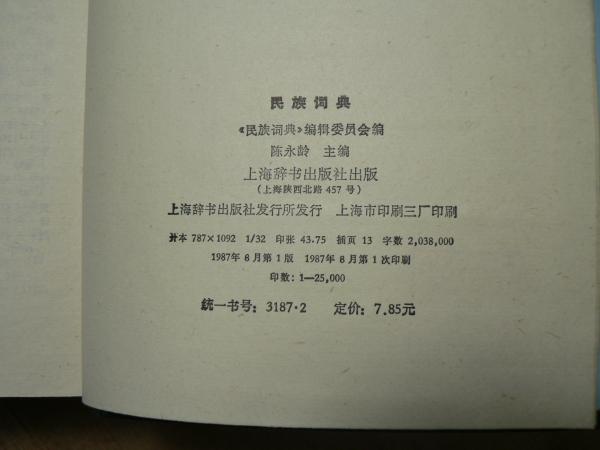 民族词典
《民族词典》编辑委员会编
陈永龄 主编
上海辞书出版社出版
(上海陕西北路 457 号)
上海辞书出版社发行所发行 上海市印刷三厂印刷
开本 787×1092 1/32 印张 43.75 插页 13 字数 2,038,000
1987年6月第1版 1987年6月第1次印刷
印数: 1—25,000
统一书号: 3187·2 定价: 7.85元